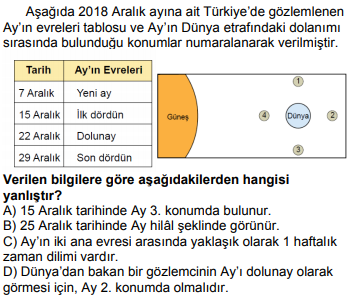 Aşağıda 2018 Aralık ayına ait Türkiye'de gözlemlenen
Ay'ın evreleri tablosu ve Ay'ın Dünya etrafındaki dolanımı
sırasında bulunduğu konumlar numaralanarak verilmiştir.
Tarih Ay'ın Evreleri
7 Aralık Yeni ay
15 Aralık İlk dördün
22 Aralık Dolunay
29 Aralık Son dördün
1
Güneş 4 Dünya 2
3
Verilen bilgilere göre aşağıdakilerden hangisi
yanlıştır?
A) 15 Aralık tarihinde Ay 3. konumda bulunur.
B) 25 Aralık tarihinde Ay hilâl şeklinde görünür.
C) Ay'ın iki ana evresi arasında yaklaşık olarak 1 haftalık
zaman dilimi vardır.
D) Dünya'dan bakan bir gözlemcinin Ay'ı dolunay olarak
görmesi için, Ay 2. konumda olmalıdır.